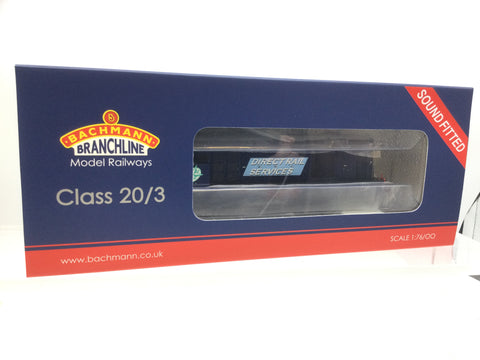 B
BACHMANN
BRANCHLINE
Model Railways
SOUND FITTED
DIRECT RAIL
SERVICES
Class 20/3
www.bachmann.co.uk
SCALE 1:76/OO